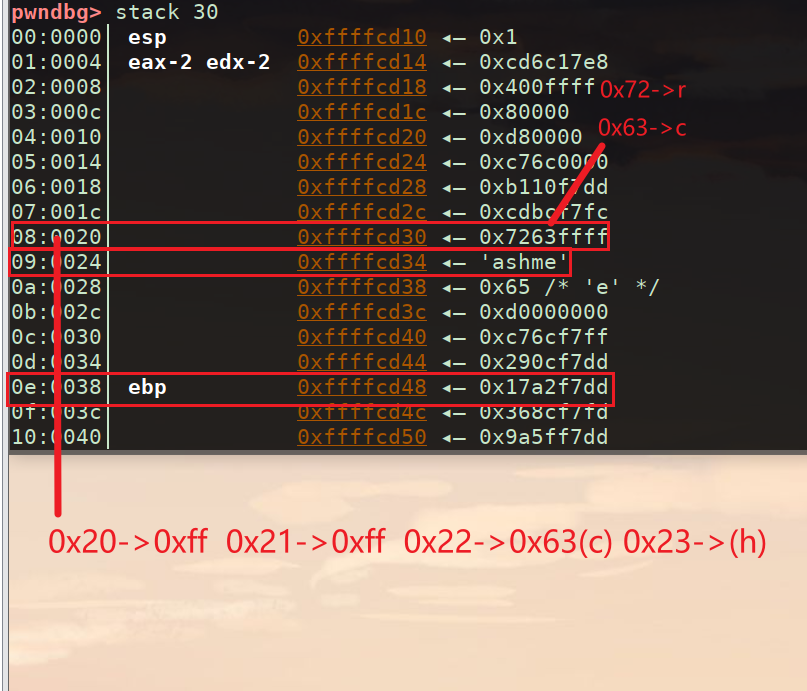 pwndbg> stack 30
00:0000│ esp 0xffffcd10 ◂— 0x1
01:0004│ eax-2 edx-2 0xffffcd14 ◂— 0xcd6c17e8
02:0008│ 0xffffcd18 ◂— 0x400ffff 0x72->r
03:000c│ 0xffffcd1c ◂— 0x80000
0x63->c
04:0010│ 0xffffcd20 ◂— 0xd80000
05:0014│ 0xffffcd24 ◂— 0xc76c0000
06:0018│ 0xffffcd28 ◂— 0xb110f7dd
07:001c│ 0xffffcd2c ◂— 0xcdbcf7fc
08:0020│ 0xffffcd30 ◂— 0x7263ffff
09:0024│ 0xffffcd34 ◂— 'ashme'
0a:0028│ 0xffffcd38 ◂— 0x65 /* 'e' */
0b:002c│ 0xffffcd3c ◂— 0xd0000000
0c:0030│ 0xffffcd40 ◂— 0xc76cf7ff
0d:0034│ 0xffffcd44 ◂— 0x290cf7dd
0e:0038│ ebp 0xffffcd48 ◂— 0x17a2f7dd
0f:003c│ 0xffffcd4c ◂— 0x368cf7fd
10:0040│ 0xffffcd50 ◂— 0x9a5ff7dd
0x20->0xff 0x21->0xff 0x22->0x63(c) 0x23->(h)